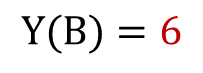 Y(B) = 6